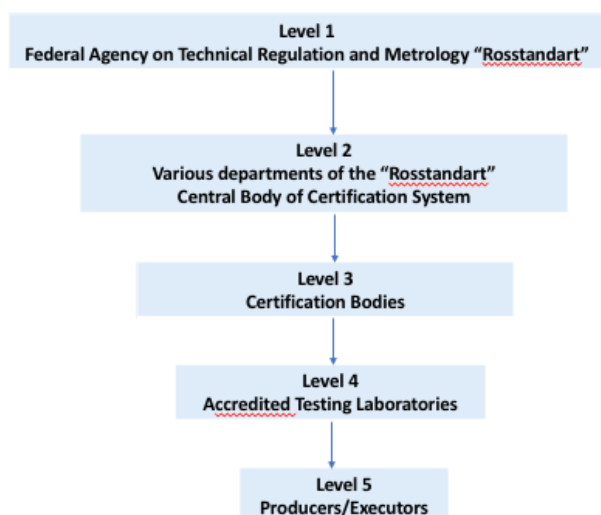 Level 1
Federal Agency on Technical Regulation and Metrology “Rosstandart”
Level 2
Various departments of the “Rosstandart”
Central Body of Certification System
Level 3
Certification Bodies
Level 4
Accredited Testing Laboratories
Level 5
Producers/Executors